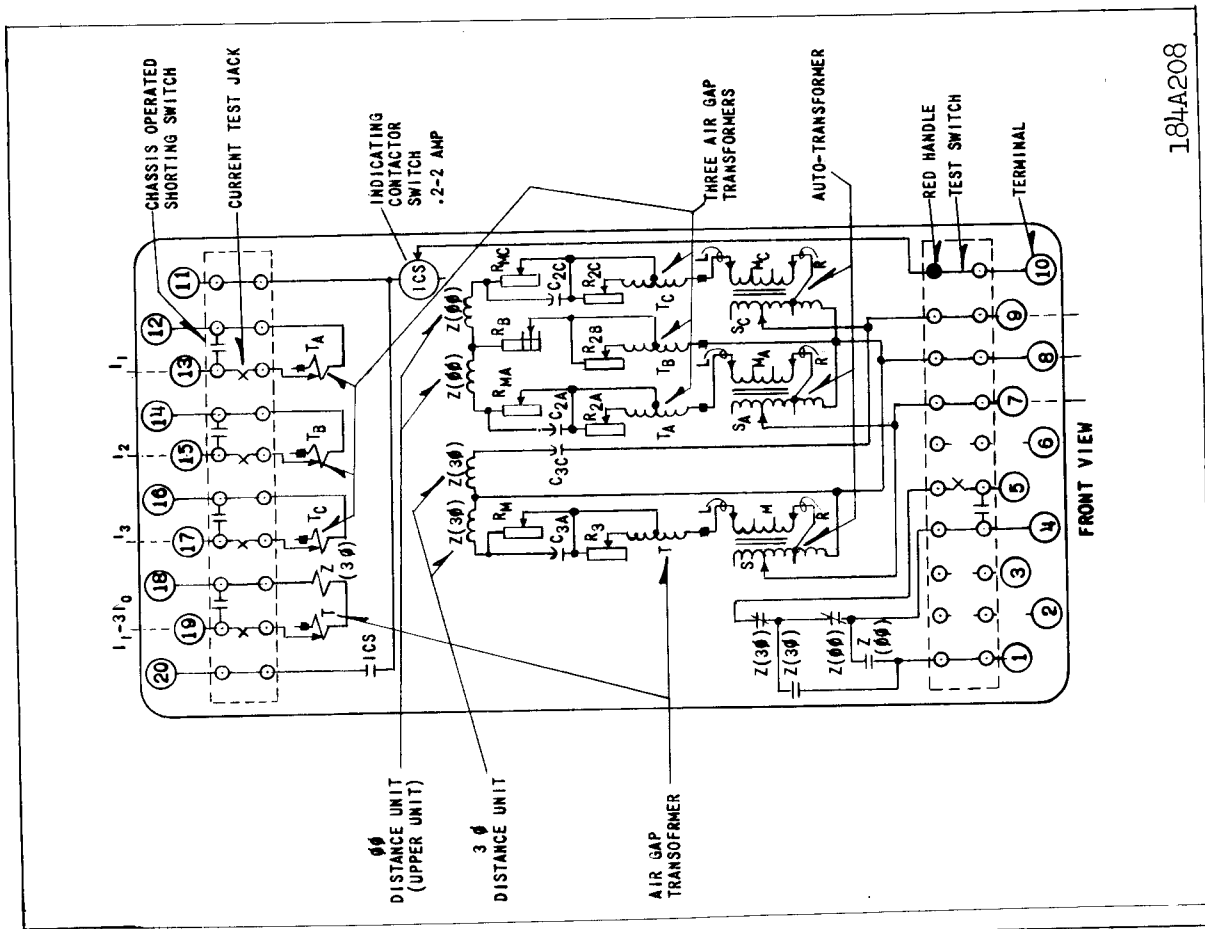 CHASSIS OPERATED
SHORTING SWITCH
CURRENT TEST JACK
INDICATING
CONTACTOR
SWITCH
.2-2 AMP
THREE AIR GAP
TRANSFORMERS
AUTO-TRANSFORMER
RED HANDLE
TEST SWITCH
TERMINAL
184A208
I1-3I0
I3
I2
I1
20
19
18
17
16
15
14
13
12
11
ICS
T
Z
(3Ø)
TC
TB
TA
ICS
Z(3Ø)
Z(3Ø)
Z(ØØ)
Z(ØØ)
RM
C3A
R3
T
C3C
RMA
C2A
R2A
TA
RB
R2B
TB
RMC
C2C
R2C
TC
L
S
M
R
L
SA
MA
R
L
SC
MC
R
Z(3Ø)
Z(3Ø)
Z(ØØ)
Z
(ØØ)
1
2
3
4
5
6
7
8
9
10
FRONT VIEW
ØØ
DISTANCE UNIT
(UPPER UNIT)
3 Ø
DISTANCE UNIT
AIR GAP
TRANSOFRMER